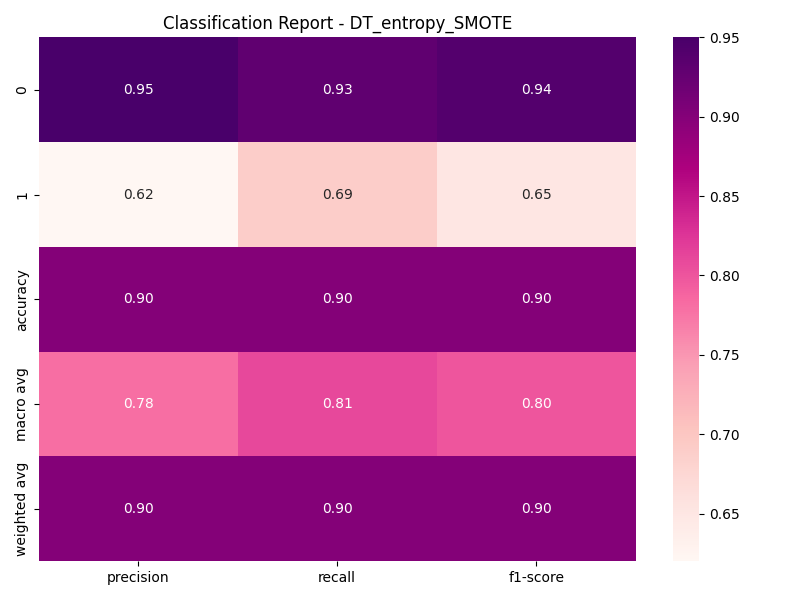 Classification Report - DT_entropy_SMOTE
0 0.95 0.93 0.94
1 0.62 0.69 0.65
accuracy 0.90 0.90 0.90
macro avg 0.78 0.81 0.80
weighted avg 0.90 0.90 0.90
precision recall f1-score
0.95
0.90
0.85
0.80
0.75
0.70
0.65